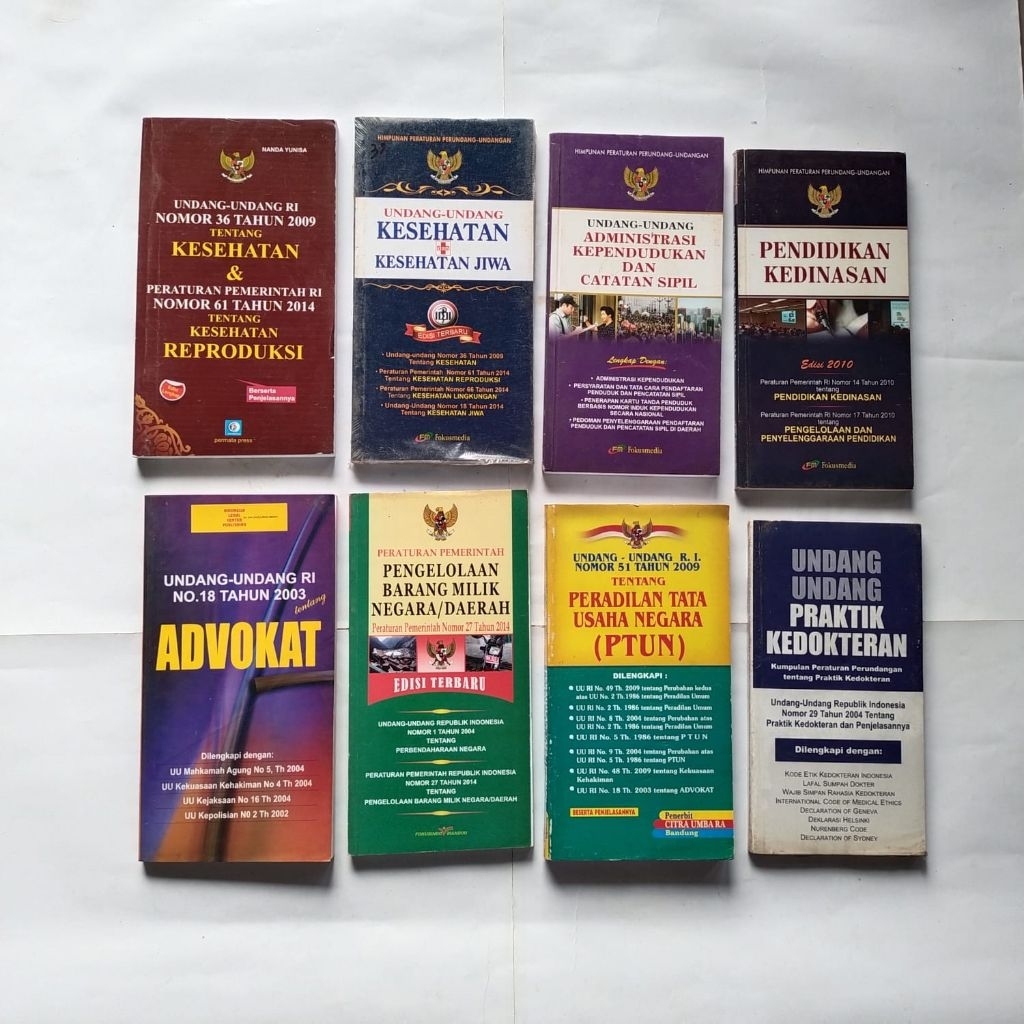 NANDA YUNISA
UNDANG-UNDANG RI
NOMOR 36 TAHUN 2009
TENTANG
KESEHATAN
&
PERATURAN PEMERINTAH RI
NOMOR 61 TAHUN 2014
TENTANG
KESEHATAN
REPRODUKSI
Berserta
Penjelasannya
permata press
HIMPUNAN PERATURAN PERUNDANG-UNDANGAN
UNDANG-UNDANG
KESEHATAN
KESEHATAN JIWA
EDISI TERBARU
• Undang-undang Nomor 36 Tahun 2009
Tentang KESEHATAN
• Peraturan Pemerintah Nomor 61 Tahun 2014
Tentang KESEHATAN REPRODUKSI
• Peraturan Pemerintah Nomor 66 Tahun 2014
Tentang KESEHATAN LINGKUNGAN
• Undang-Undang Nomor 18 Tahun 2014
Tentang KESEHATAN JIWA
FM Fokusmedia
HIMPUNAN PERATURAN PERUNDANG-UNDANGAN
UNDANG-UNDANG
ADMINISTRASI
KEPENDUDUKAN
DAN
CATATAN SIPIL
Lengkap Dengan:
• ADMINISTRASI KEPENDUDUKAN
• PERSYARATAN DAN TATA CARA PENDAFTARAN
PENDUDUK DAN PENCATATAN SIPIL
• PENERAPAN KARTU TANDA PENDUDUK
BERBASIS NOMOR INDUK KEPENDUDUKAN
SECARA NASIONAL
• PEDOMAN PENYELENGGARAAN PENDAFTARAN
PENDUDUK DAN PENCATATAN SIPIL DI DAERAH
FM Fokusmedia
HIMPUNAN PERATURAN PERUNDANG-UNDANGAN
PENDIDIKAN
KEDINASAN
Edisi 2010
Peraturan Pemerintah RI Nomor 14 Tahun 2010
tentang
PENDIDIKAN KEDINASAN
Peraturan Pemerintah RI Nomor 17 Tahun 2010
tentang
PENGELOLAAN DAN
PENYELENGGARAAN PENDIDIKAN
FM Fokusmedia
INDONESIA
LEGAL
CENTER
PUBLISHING
UNDANG-UNDANG RI
NO.18 TAHUN 2003
tentang
ADVOKAT
Dilengkapi dengan:
UU Mahkamah Agung No 5, Th 2004
UU Kekuasaan Kehakiman No 4 Th 2004
UU Kejaksaan No 16 Th 2004
UU Kepolisian N0 2 Th 2002
PERATURAN PEMERINTAH
PENGELOLAAN
BARANG MILIK
NEGARA/DAERAH
Peraturan Pemerintah Nomor 27 Tahun 2014
EDISI TERBARU
UNDANG-UNDANG REPUBLIK INDONESIA
NOMOR 1 TAHUN 2004
TENTANG
PERBENDAHARAAN NEGARA
PERATURAN PEMERINTAH REPUBLIK INDONESIA
NOMOR 27 TAHUN 2014
TENTANG
PENGELOLAAN BARANG MILIK NEGARA/DAERAH
UNDANG - UNDANG R. I.
NOMOR 51 TAHUN 2009
TENTANG
PERADILAN TATA
USAHA NEGARA
(PTUN)
DILENGKAPI :
UU RI No. 49 Th. 2009 tentang Perubahan kedua
atas UU No. 2 Th.1986 tentang Peradilan Umum
UU RI No. 2 Th. 1986 tentang Peradilan Umum
UU RI No. 8 Th. 2004 tentang Perubahan atas
UU No. 2 Th.1986 tentang Peradilan Umum
UU RI No. 5 Th. 1986 tentang P T U N
UU RI No. 9 Th. 2004 tentang Perubahan atas
UU RI No. 5 Th. 1986 tentang PTUN
UU RI No. 48 Th. 2009 tentang Kekuasaan
Kehakiman
UU RI No. 18 Th. 2003 tentang ADVOKAT
BESERTA PENJELASANNYA
Penerbit
CITRA UMBARA
Bandung
UNDANG
UNDANG
PRAKTIK
KEDOKTERAN
Kumpulan Peraturan Perundangan
tentang Praktik Kedokteran
Undang-Undang Republik Indonesia
Nomor 29 Tahun 2004 Tentang
Praktik Kedokteran dan Penjelasannya
Dilengkapi dengan:
KODE ETIK KEDOKTERAN INDONESIA
LAFAL SUMPAH DOKTER
WAJIB SIMPAN RAHASIA KEDOKTERAN
INTERNATIONAL CODE OF MEDICAL ETHICS
DECLARATION OF GENEVA
DEKLARASI HELSINKI
NURENBERG CODE
DECLARATION OF SYDNEY